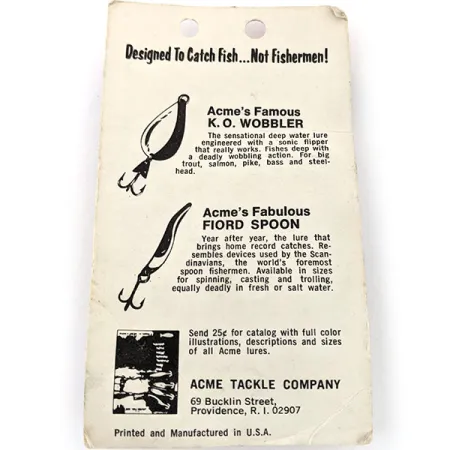 Designed To Catch Fish...Not Fishermen!
Acme's Famous
K. O. WOBBLER
The sensational deep water lure
engineered with a sonic flipper
that really works. Fishes deep with
a deadly wobbling action. For big
trout, salmon, pike, bass and steel-
head.
Acme's Fabulous
FIORD SPOON
Year after year, the lure that
brings home record catches. Re-
sembles devices used by the Scan-
dinavians, the world's foremost
spoon fishermen. Available in sizes
for spinning, casting and trolling,
equally deadly in fresh or salt water.
Send 25¢ for catalog with full color
illustrations, descriptions and sizes
of all Acme lures.
ACME TACKLE COMPANY
69 Bucklin Street,
Providence, R. I. 02907
Printed and Manufactured in U.S.A.